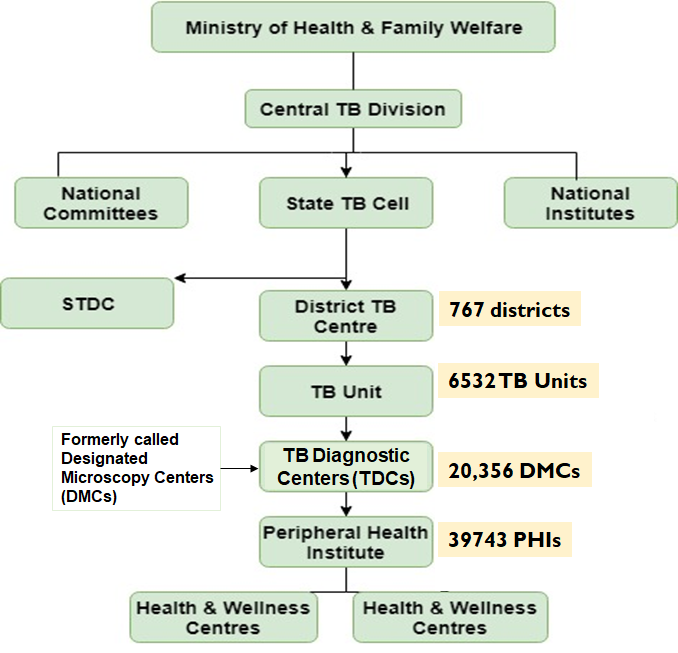 Ministry of Health & Family Welfare
Central TB Division
National
Committees
State TB Cell
National
Institutes
STDC
District TB
Centre
767 districts
TB Unit
6532 TB Units
Formerly called
Designated
Microscopy Centers
(DMCs)
TB Diagnostic
Centers (TDCs)
20,356 DMCs
Peripheral Health
Institute
39743 PHIs
Health & Wellness
Centres
Health & Wellness
Centres